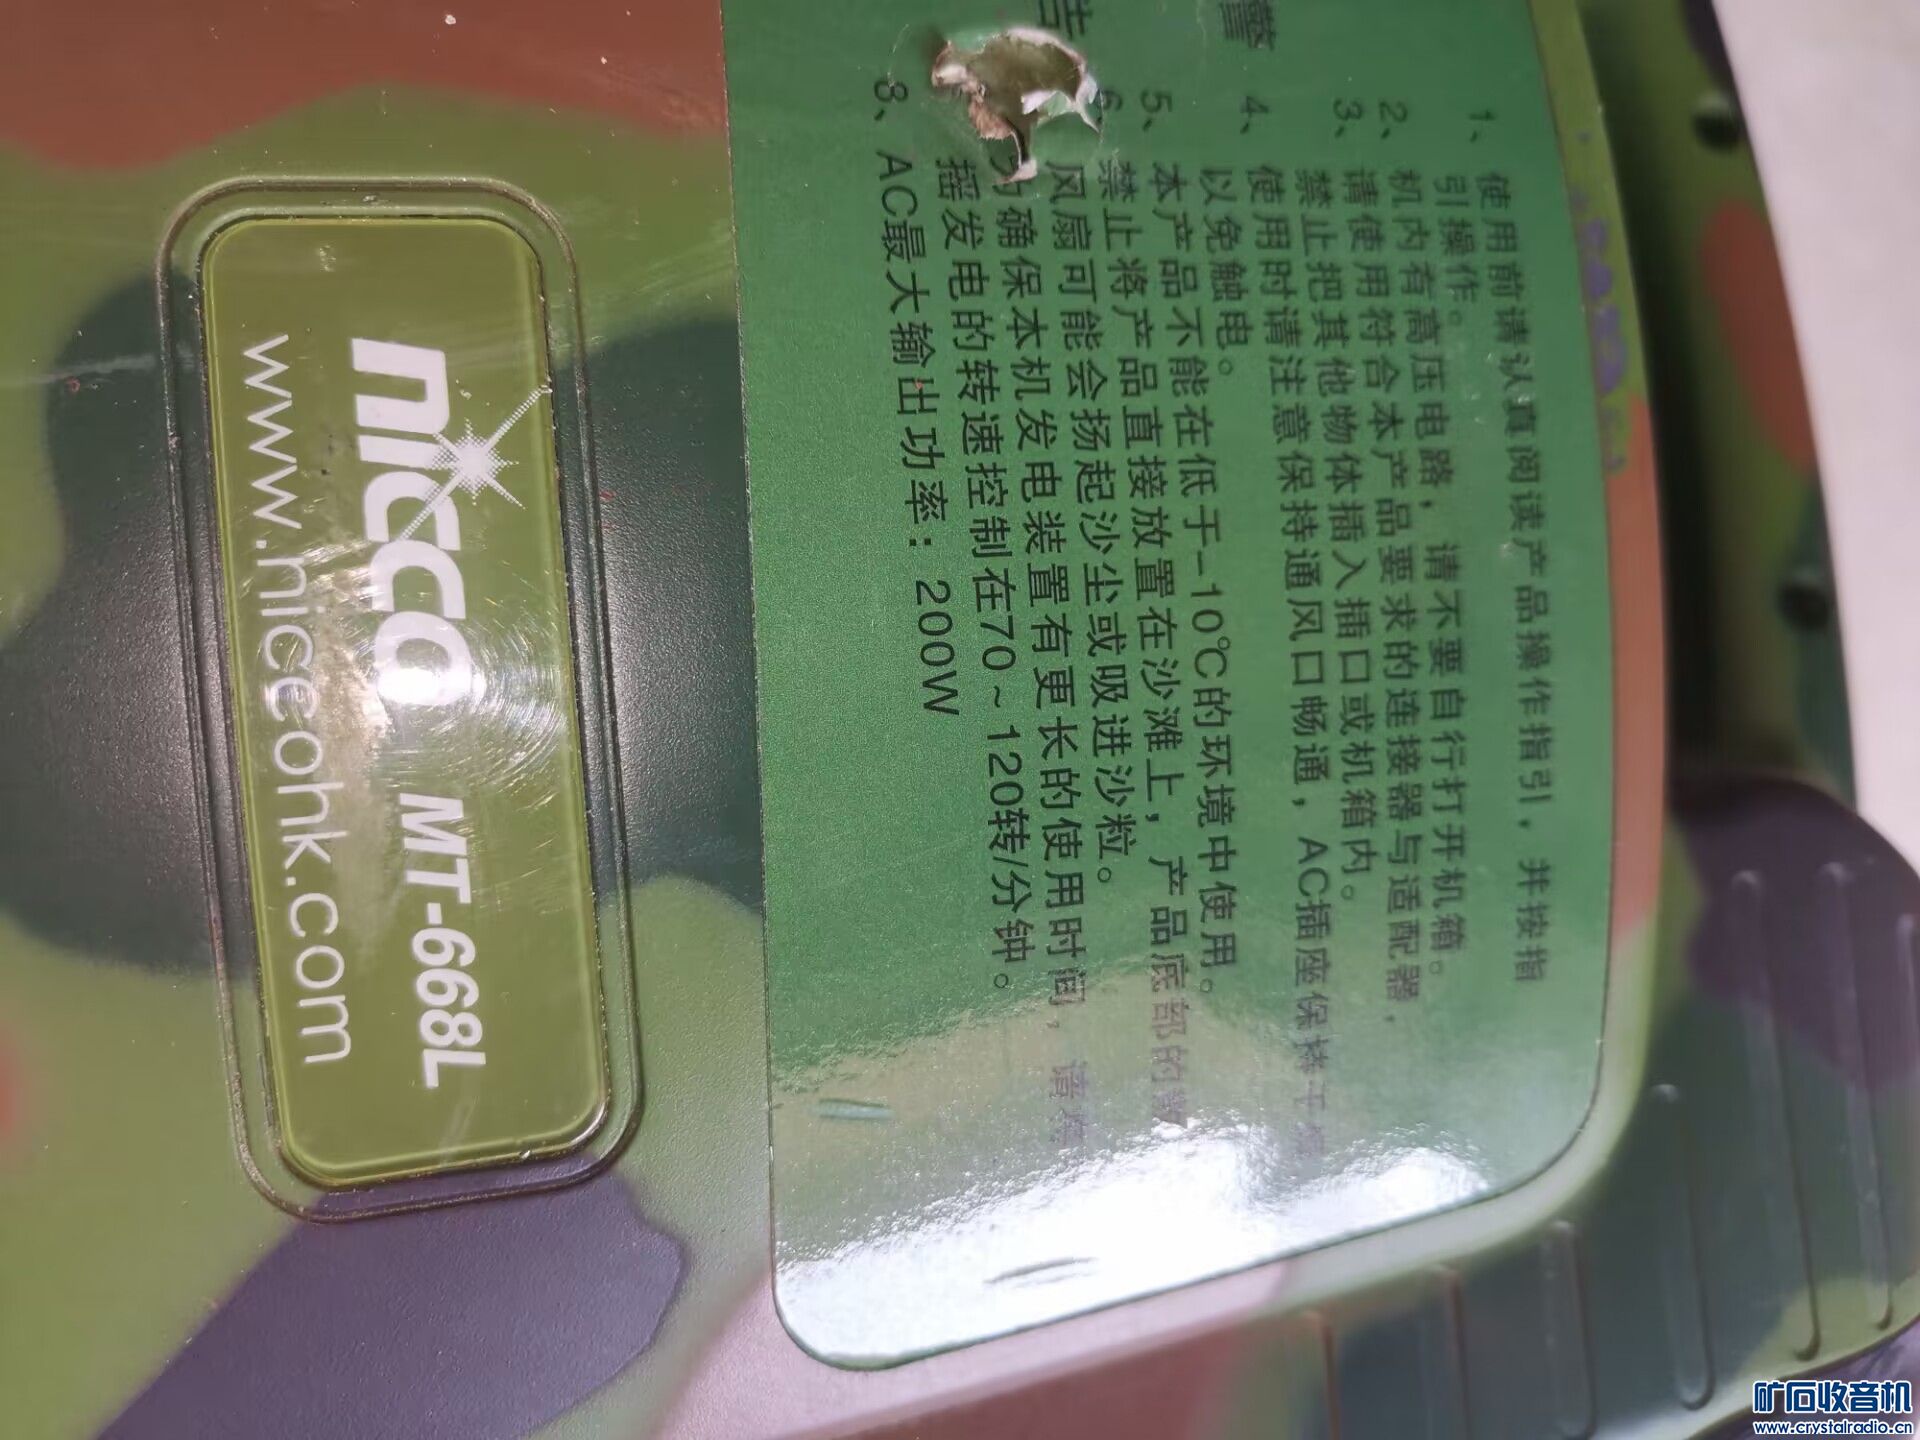 警告
1、使用前请认真阅读产品操作指引，并按指
引操作。
2、机内有高压电路，请不要自行打开机箱。
3、请使用符合本产品要求的连接器与适配器，
禁止把其他物体插入插口或机箱内。
4、使用时请注意保持通风口畅通，AC插座保持干
以免触电。
5、本产品不能在低于-10℃的环境中使用。
6、禁止将产品直接放置在沙滩上，产品底部的
风扇可能会扬起沙尘或吸进沙粒。
确保本机发电装置有更长的使用时间，请
摇发电的转速控制在70~120转/分钟。
8、AC最大输出功率：200W
nicco MT-668L
www.niccohk.com
矿石收音机
www.crystalradio.cn